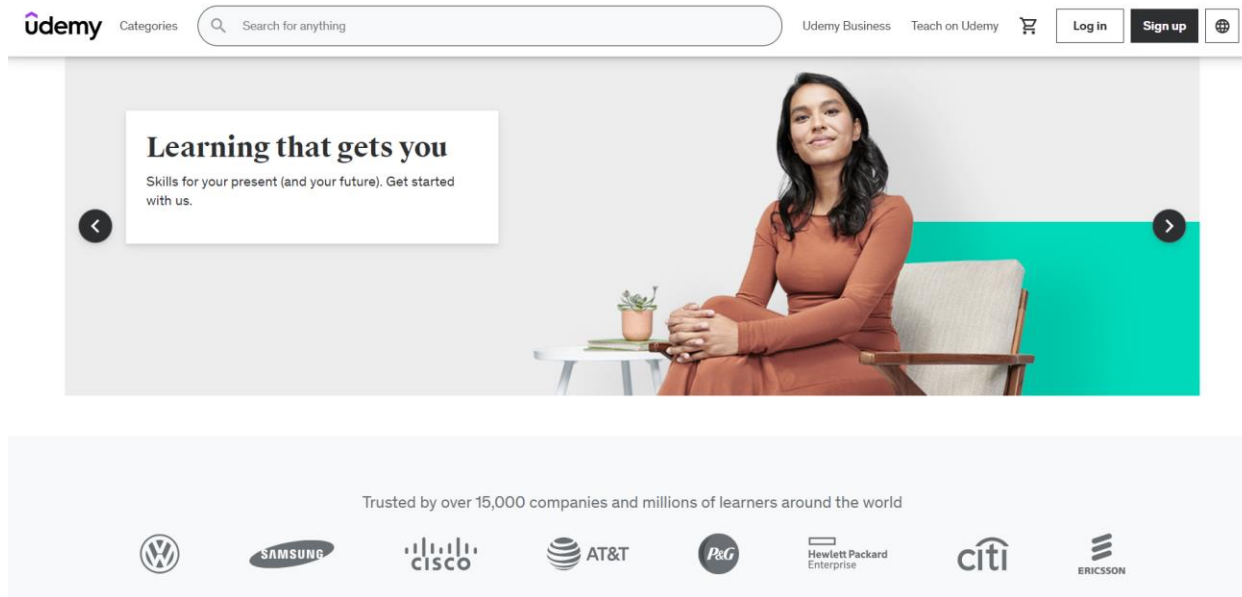 udemy
Categories
Search for anything
Udemy Business
Teach on Udemy
Log in
Sign up
Learning that gets you
Skills for your present (and your future). Get started
with us.
Trusted by over 15,000 companies and millions of learners around the world
SAMSUNG
CISCO
AT&T
P&G
Hewlett Packard
Enterprise
citi
ERICSSON